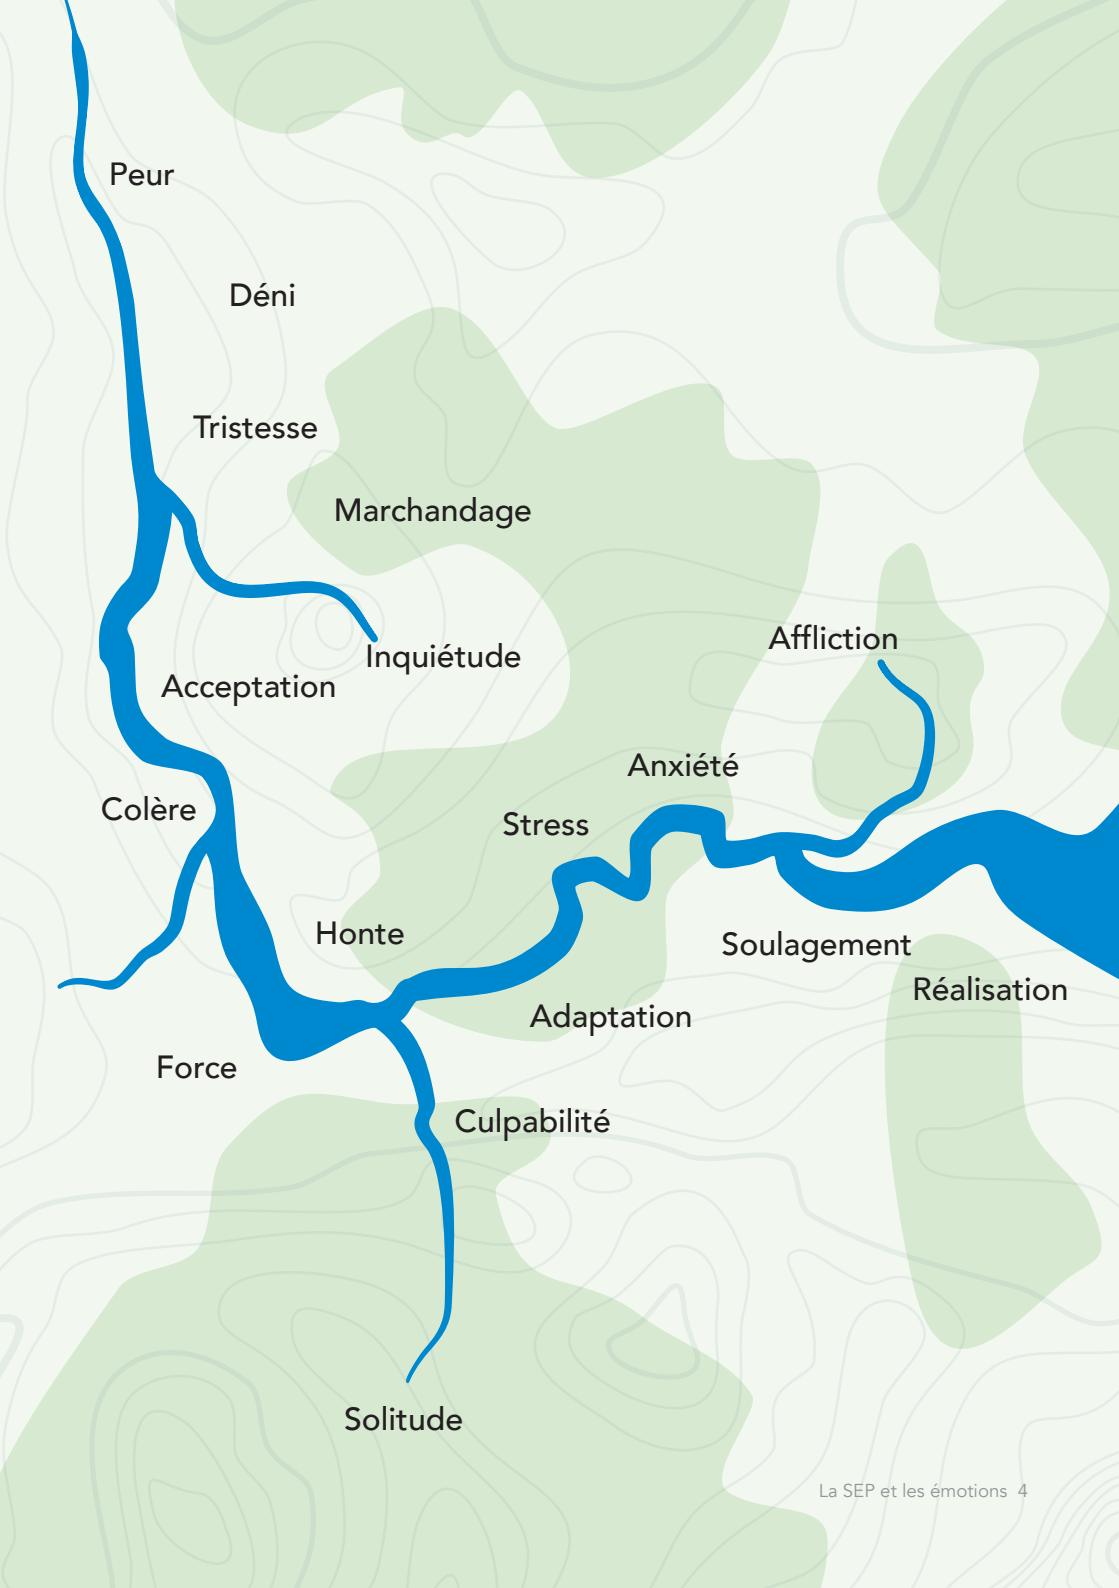 Peur
Déni
Tristesse
Marchandage
Affliction
Inquiétude
Acceptation
Anxiété
Colère
Stress
Honte
Soulagement
Réalisation
Adaptation
Force
Culpabilité
Solitude
La SEP et les émotions 4